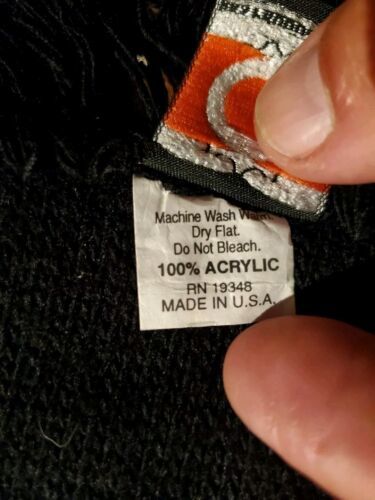 Machine Wash Warm.
Dry Flat.
Do Not Bleach.
100% ACRYLIC
RN 19348
MADE IN U.S.A.